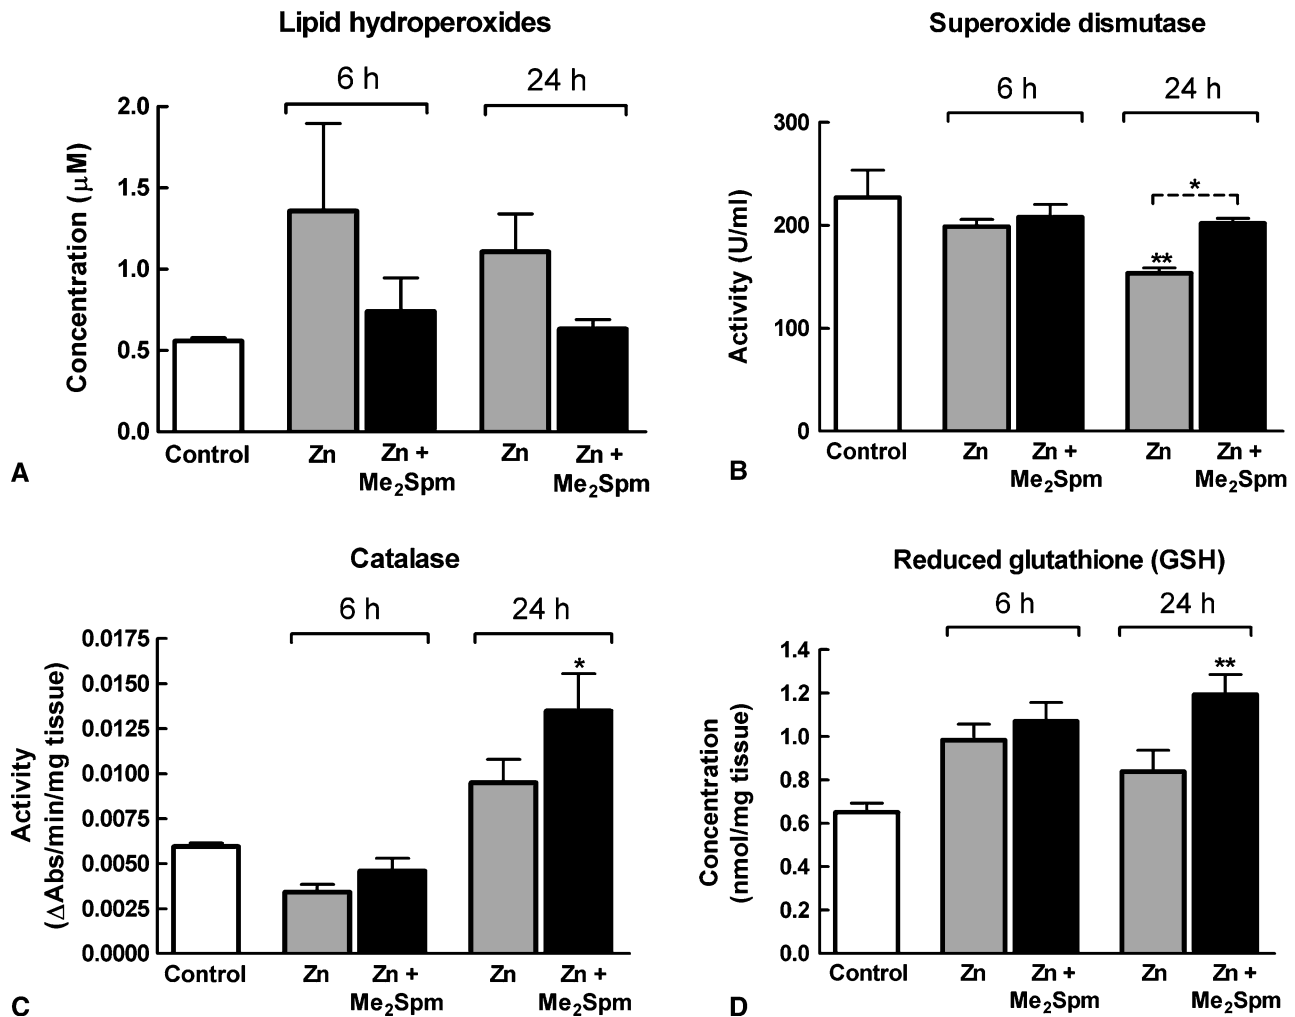 Lipid hydroperoxides
6 h
24 h
Concentration (μM)
2.0
1.5
1.0
0.5
0.0
Control
Zn
Zn +
Me₂Spm
Zn
Zn +
Me₂Spm
A
Superoxide dismutase
6 h
24 h
Activity (U/ml)
300
200
100
0
*
**
Control
Zn
Zn +
Me₂Spm
Zn
Zn +
Me₂Spm
B
Catalase
6 h
24 h
Activity
(ΔAbs/min/mg tissue)
0.0175
0.0150
0.0125
0.0100
0.0075
0.0050
0.0025
0.0000
*
Control
Zn
Zn +
Me₂Spm
Zn
Zn +
Me₂Spm
C
Reduced glutathione (GSH)
6 h
24 h
Concentration
(nmol/mg tissue)
1.4
1.2
1.0
0.8
0.6
0.4
0.2
0.0
**
Control
Zn
Zn +
Me₂Spm
Zn
Zn +
Me₂Spm
D